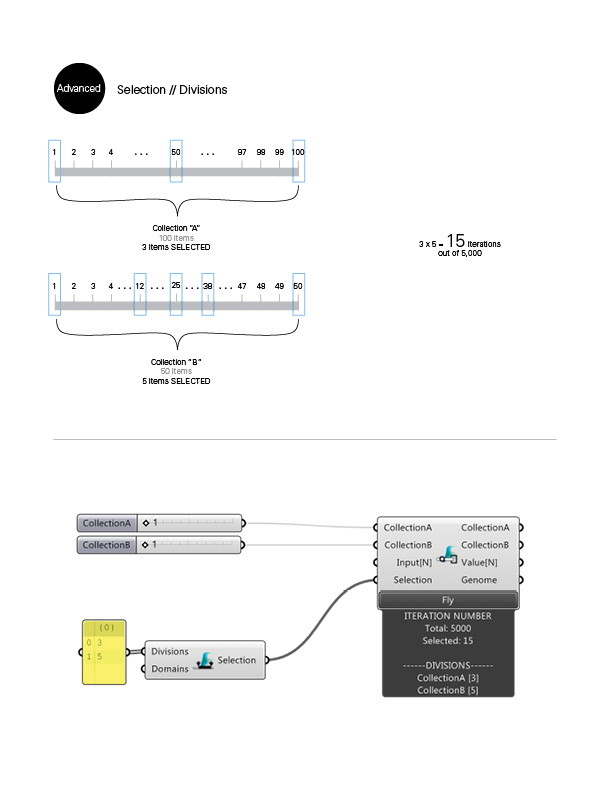 Advanced
Selection // Divisions
1 2 3 4 ... 50 ... 97 98 99 100
Collection "A"
100 Items
3 Items SELECTED
3 x 5 = 15 Iterations
out of 5,000
1 2 3 4 ... 12 ... 25 ... 38 ... 47 48 49 50
Collection "B"
50 Items
5 Items SELECTED
CollectionA ◇ 1
CollectionB ◇ 1
CollectionA CollectionA
CollectionB CollectionB
Input[N] Value[N]
Selection Genome
Fly
ITERATION NUMBER
Total: 5000
Selected: 15
------DIVISIONS------
CollectionA [3]
CollectionB [5]
{0}
0 3
1 5
Divisions
Domains
Selection